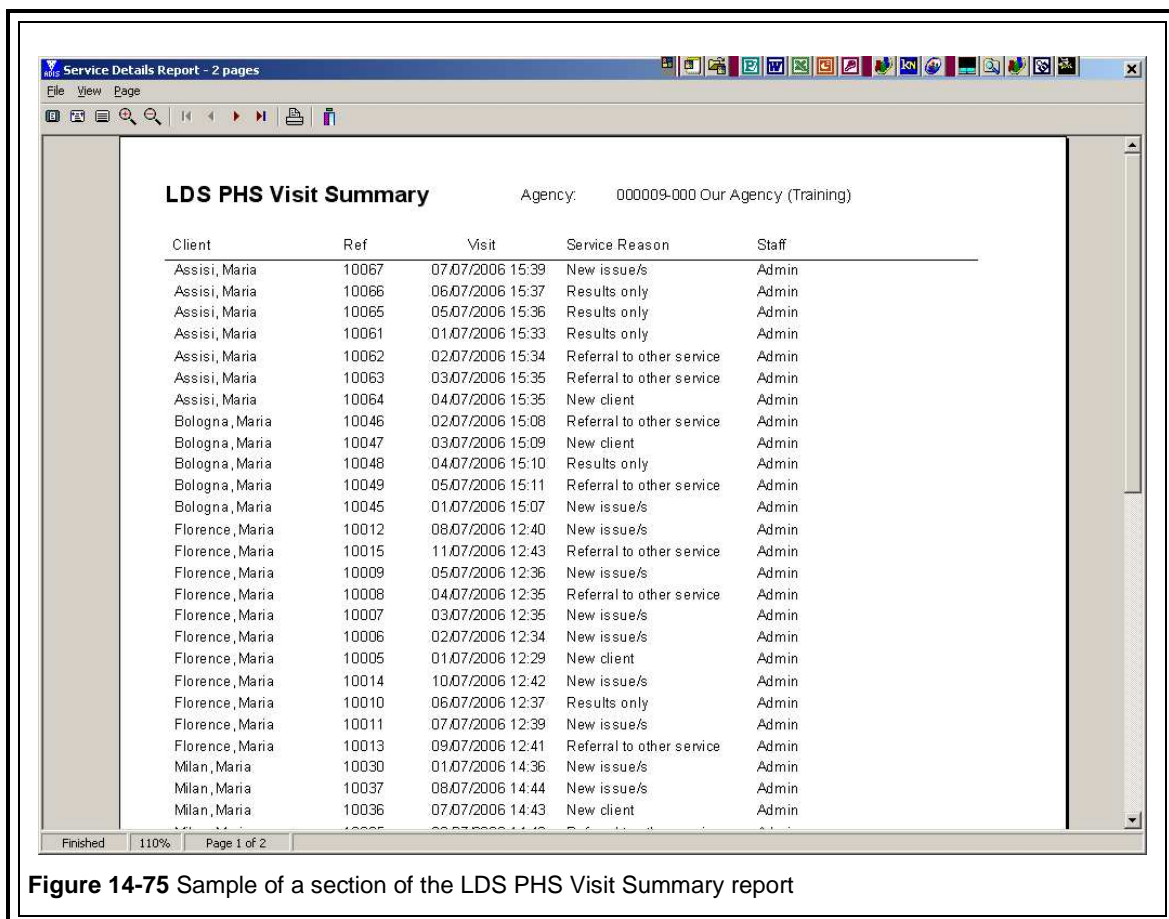 Service Details Report - 2 pages
File View Page
LDS PHS Visit Summary Agency: 000009-000 Our Agency (Training)
Client Ref Visit Service Reason Staff
Assisi, Maria 10067 07/07/2006 15:39 New issue/s Admin
Assisi, Maria 10066 06/07/2006 15:37 Results only Admin
Assisi, Maria 10065 05/07/2006 15:36 Results only Admin
Assisi, Maria 10061 01/07/2006 15:33 Results only Admin
Assisi, Maria 10062 02/07/2006 15:34 Referral to other service Admin
Assisi, Maria 10063 03/07/2006 15:35 Referral to other service Admin
Assisi, Maria 10064 04/07/2006 15:35 New client Admin
Bologna, Maria 10046 02/07/2006 15:08 Referral to other service Admin
Bologna, Maria 10047 03/07/2006 15:09 New client Admin
Bologna, Maria 10048 04/07/2006 15:10 Results only Admin
Bologna, Maria 10049 05/07/2006 15:11 Referral to other service Admin
Bologna, Maria 10045 01/07/2006 15:07 New issue/s Admin
Florence, Maria 10012 08/07/2006 12:40 New issue/s Admin
Florence, Maria 10015 11/07/2006 12:43 Referral to other service Admin
Florence, Maria 10009 05/07/2006 12:36 New issue/s Admin
Florence, Maria 10008 04/07/2006 12:35 Referral to other service Admin
Florence, Maria 10007 03/07/2006 12:35 New issue/s Admin
Florence, Maria 10006 02/07/2006 12:34 New issue/s Admin
Florence, Maria 10005 01/07/2006 12:29 New client Admin
Florence, Maria 10014 10/07/2006 12:42 New issue/s Admin
Florence, Maria 10010 06/07/2006 12:37 Results only Admin
Florence, Maria 10011 07/07/2006 12:39 New issue/s Admin
Florence, Maria 10013 09/07/2006 12:41 Referral to other service Admin
Milan, Maria 10030 01/07/2006 14:36 New issue/s Admin
Milan, Maria 10037 08/07/2006 14:44 New issue/s Admin
Milan, Maria 10036 07/07/2006 14:43 New client Admin
Finished 110% Page 1 of 2
Figure 14-75 Sample of a section of the LDS PHS Visit Summary report